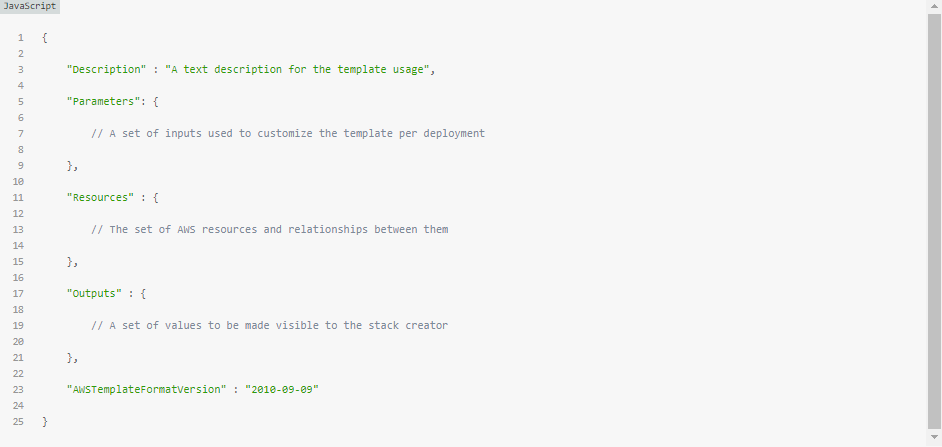 JavaScript
1 {
2
3 "Description" : "A text description for the template usage",
4
5 "Parameters": {
6
7 // A set of inputs used to customize the template per deployment
8
9 },
10
11 "Resources" : {
12
13 // The set of AWS resources and relationships between them
14
15 },
16
17 "Outputs" : {
18
19 // A set of values to be made visible to the stack creator
20
21 },
22
23 "AWSTemplateFormatVersion" : "2010-09-09"
24
25 }